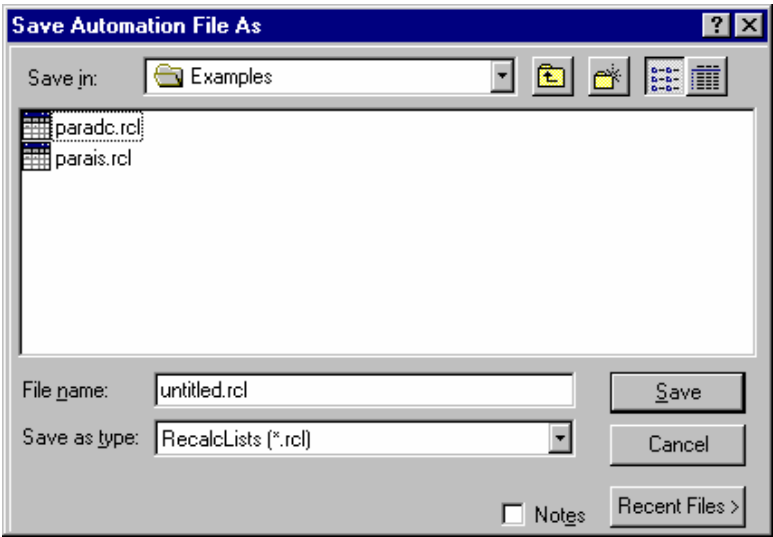 Save Automation File As
Save in: Examples
paradc.rcl
parais.rcl
File name: untitled.rcl Save
Save as type: RecalcLists (*.rcl) Cancel
Notes Recent Files >